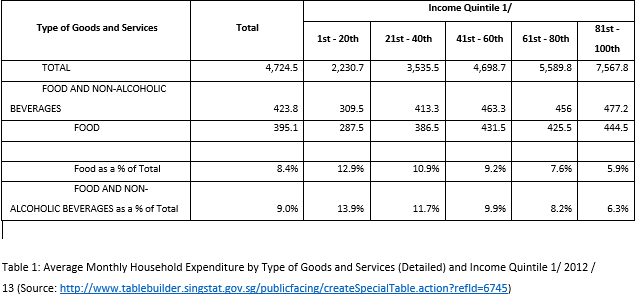 Income Quintile 1/
Type of Goods and Services Total 1st - 20th 21st - 40th 41st - 60th 61st - 80th 81st - 100th
TOTAL 4,724.5 2,230.7 3,535.5 4,698.7 5,589.8 7,567.8
FOOD AND NON-ALCOHOLIC
BEVERAGES 423.8 309.5 413.3 463.3 456 477.2
FOOD 395.1 287.5 386.5 431.5 425.5 444.5
Food as a % of Total 8.4% 12.9% 10.9% 9.2% 7.6% 5.9%
FOOD AND NON-
ALCOHOLIC BEVERAGES as a % of Total 9.0% 13.9% 11.7% 9.9% 8.2% 6.3%
Table 1: Average Monthly Household Expenditure by Type of Goods and Services (Detailed) and Income Quintile 1/ 2012 /
13 (Source: http://www.tablebuilder.singstat.gov.sg/publicfacing/createSpecialTable.action?refId=6745)